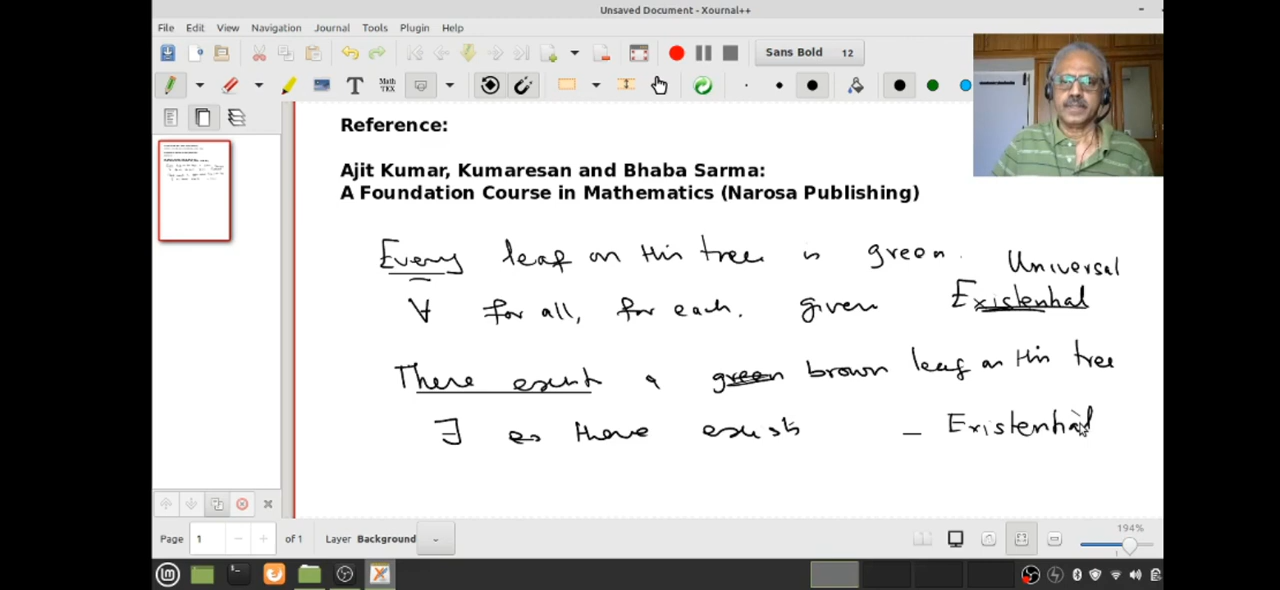 Unsaved Document - Xournal++
File Edit View Navigation Journal Tools Plugin Help
Sans Bold 12
T Math TEX
Reference:
Ajit Kumar, Kumaresan and Bhaba Sarma:
A Foundation Course in Mathematics (Narosa Publishing)
Every leaf on this tree is green. Universal
∀ for all, for each. given Existential
There exist a green brown leaf on this tree
∃ ↔ there exists – Existential
Page 1 of 1 Layer Background 194%